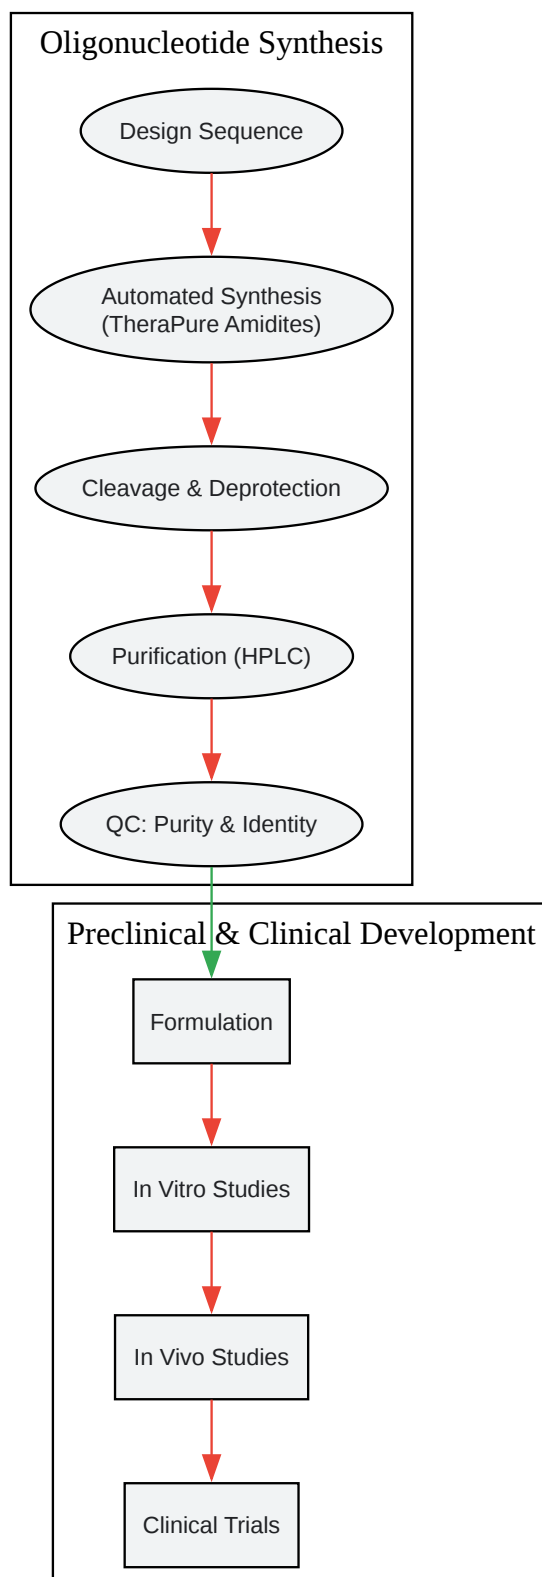 Oligonucleotide Synthesis
Design Sequence
Automated Synthesis
(TheraPure Amidites)
Cleavage & Deprotection
Purification (HPLC)
QC: Purity & Identity
Preclinical & Clinical Development
Formulation
In Vitro Studies
In Vivo Studies
Clinical Trials